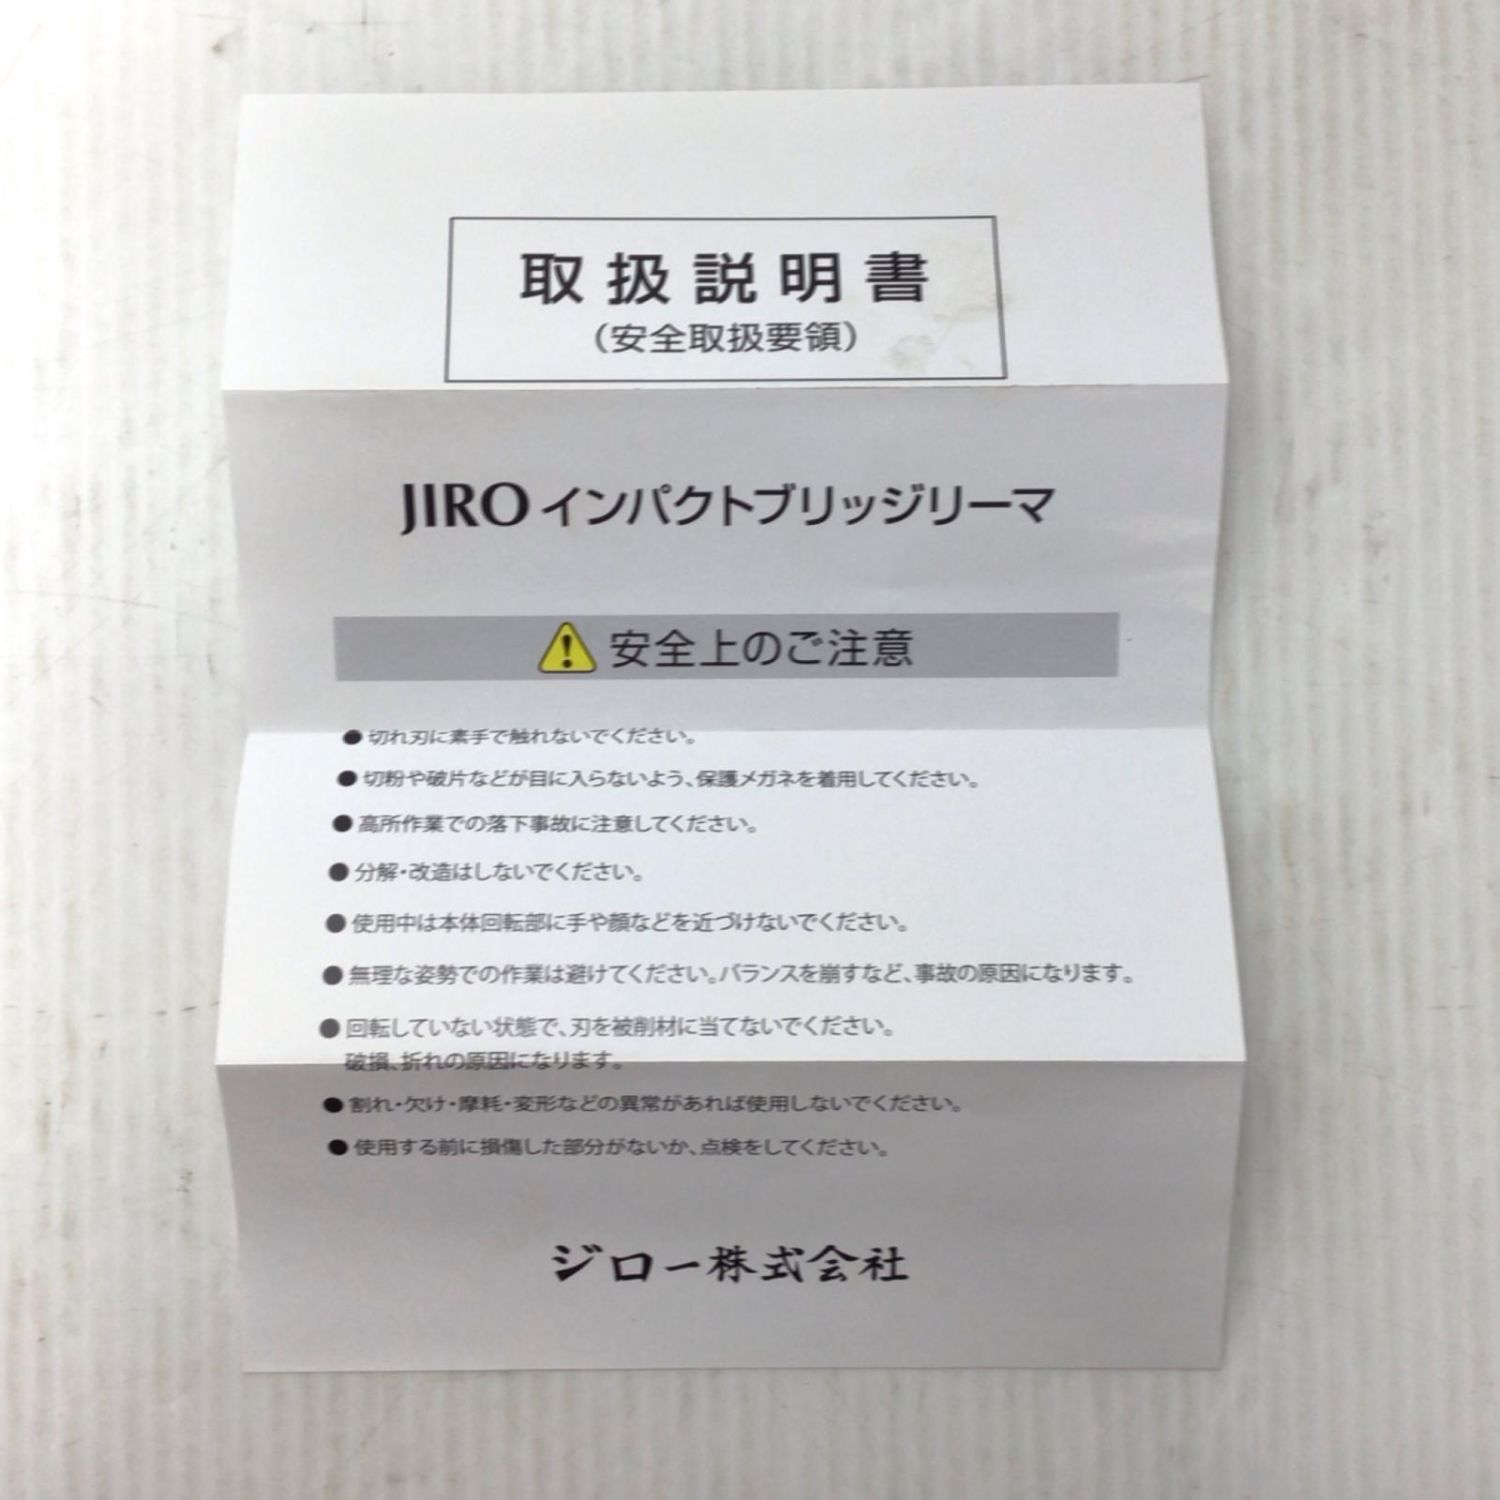 取扱説明書
(安全取扱要領)
JIRO インパクトブリッジリーマ
安全上のご注意
●切れ刃に素手で触れないでください。
●切粉や破片などが目に入らないよう、保護メガネを着用してください。
●高所作業での落下事故に注意してください。
●分解・改造はしないでください。
●使用中は本体回転部に手や顔などを近づけないでください。
●無理な姿勢での作業は避けてください。バランスを崩すなど、事故の原因になります。
●回転していない状態で、刃を被削材に当てないでください。
破損、折れの原因になります。
●割れ・欠け・摩耗・変形などの異常があれば使用しないでください。
●使用する前に損傷した部分がないか、点検をしてください。
ジロー株式会社